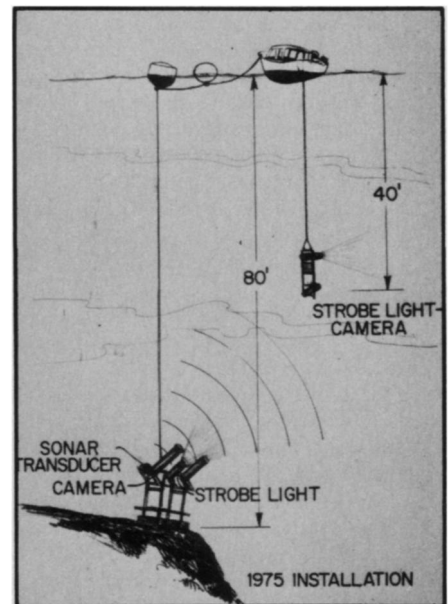 40'
80'
STROBE LIGHT-
CAMERA
SONAR
TRANSDUCER
CAMERA
STROBE LIGHT
1975 INSTALLATION